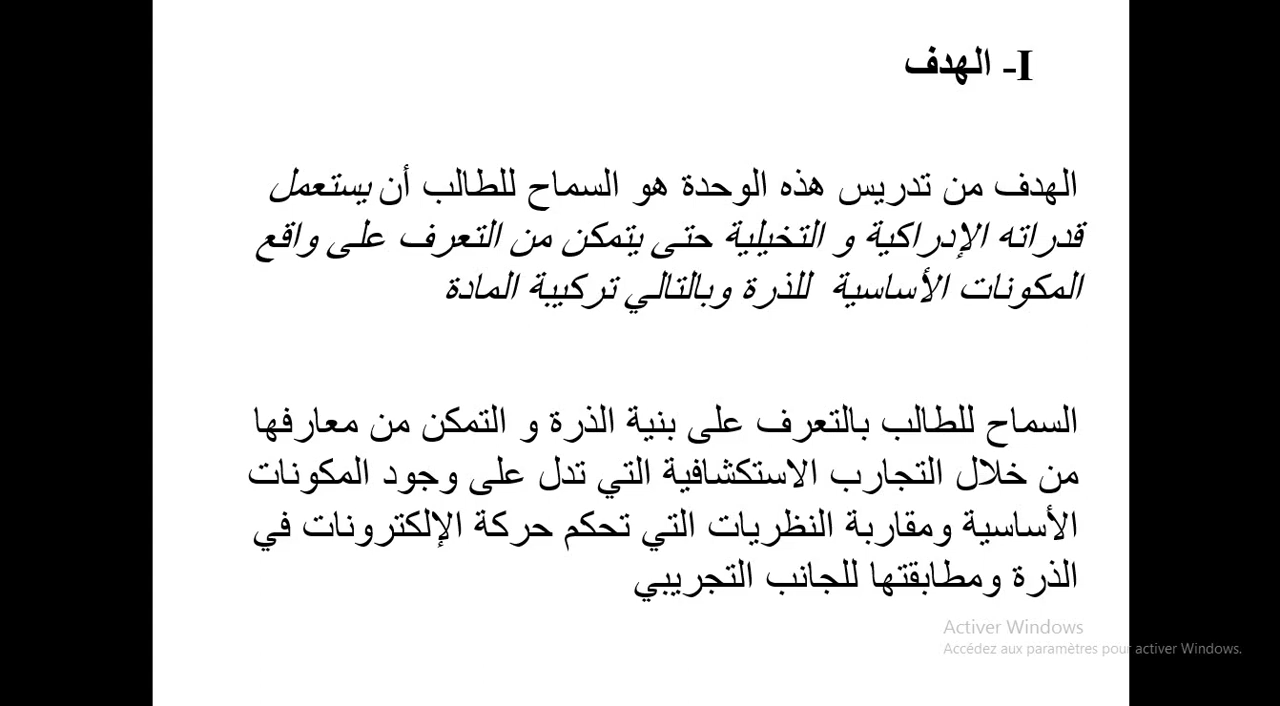 I- الهدف
الهدف من تدريس هذه الوحدة هو السماح للطالب أن يستعمل
قدراته الإدراكية و التخيلية حتى يتمكن من التعرف على واقع
المكونات الأساسية للذرة وبالتالي تركيبة المادة
السماح للطالب بالتعرف على بنية الذرة و التمكن من معارفها
من خلال التجارب الاستكشافية التي تدل على وجود المكونات
الأساسية ومقاربة النظريات التي تحكم حركة الإلكترونات في
الذرة ومطابقتها للجانب التجريبي
Activer Windows
Accédez aux paramètres pour activer Windows.